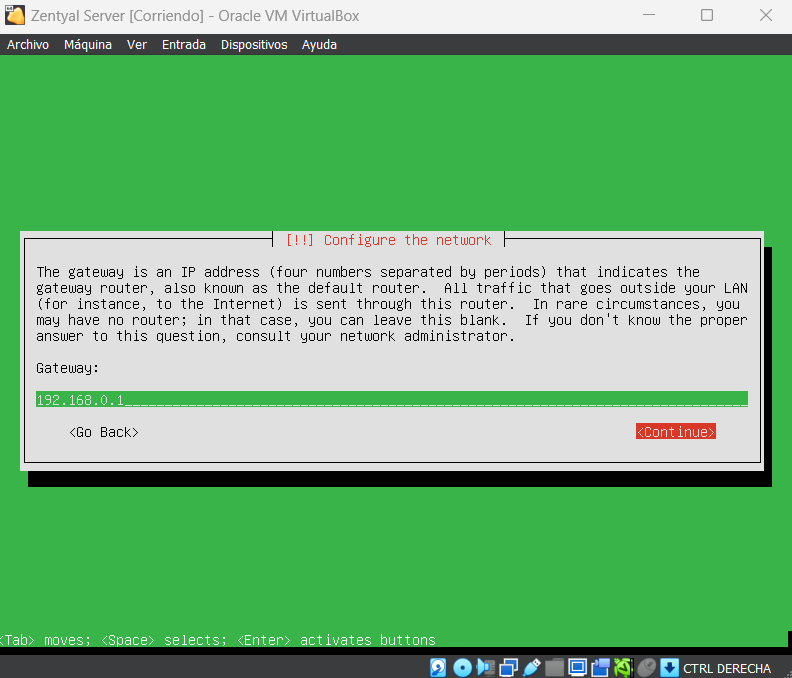 Zentyal Server [Corriendo] - Oracle VM VirtualBox
Archivo Máquina Ver Entrada Dispositivos Ayuda
[!!] Configure the network
The gateway is an IP address (four numbers separated by periods) that indicates the
gateway router, also known as the default router.  All traffic that goes outside your LAN
(for instance, to the Internet) is sent through this router.  In rare circumstances, you
may have no router; in that case, you can leave this blank.  If you don't know the proper
answer to this question, consult your network administrator.
Gateway:
192.168.0.1
<Go Back> <Continue>
<Tab> moves; <Space> selects; <Enter> activates buttons
CTRL DERECHA